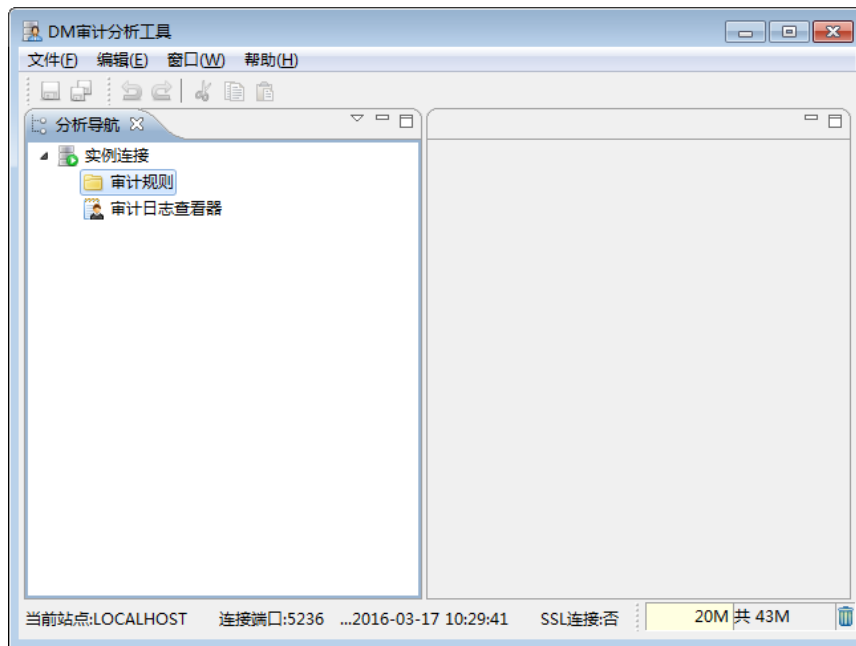 DM审计分析工具
文件(F) 编辑(E) 窗口(W) 帮助(H)
分析导航
实例连接
审计规则
审计日志查看器
当前站点:LOCALHOST 连接端口:5236 ...2016-03-17 10:29:41 SSL连接:否 20M 共 43M